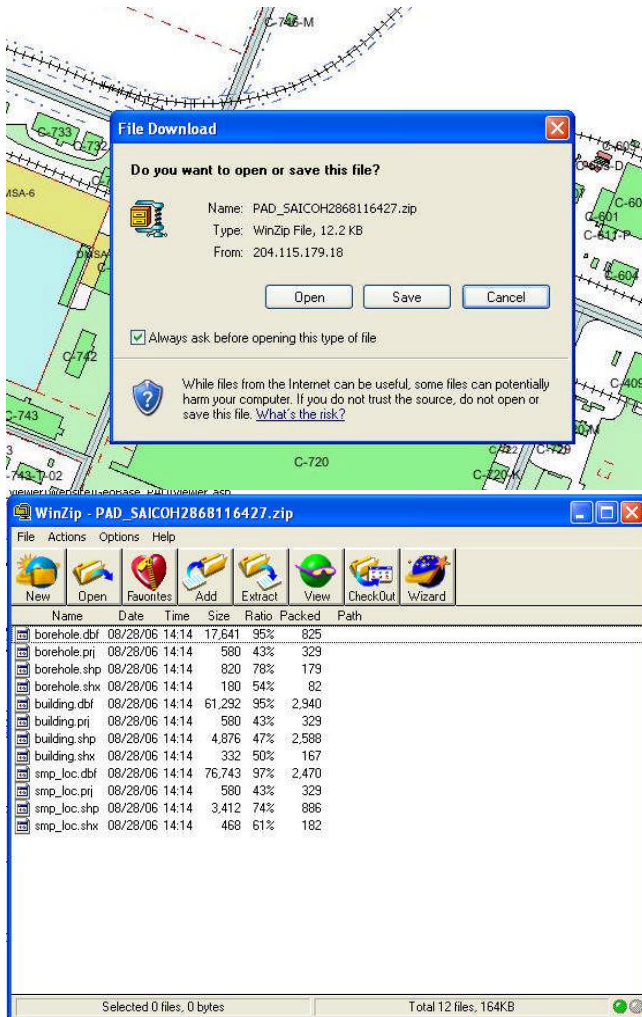 C-746-M
C-733
C-732
MSA-6
C-742
C-743
C-601
C-611-P
C-604
C-409
C-720
C-722
C-729
C-720-K
C-743-T-02
File Download
Do you want to open or save this file?
Name: PAD_SAICOH2868116427.zip
Type: WinZip File, 12.2 KB
From: 204.115.179.18
Open Save Cancel
Always ask before opening this type of file
While files from the Internet can be useful, some files can potentially
harm your computer. If you do not trust the source, do not open or
save this file. What's the risk?
WinZip - PAD_SAICOH2868116427.zip
File Actions Options Help
New Open Favorites Add Extract View CheckOut Wizard
Name Date Time Size Ratio Packed Path
borehole.dbf 08/28/06 14:14 17,641 95% 825
borehole.prj 08/28/06 14:14 580 43% 329
borehole.shp 08/28/06 14:14 820 78% 179
borehole.shx 08/28/06 14:14 180 54% 82
building.dbf 08/28/06 14:14 61,292 95% 2,940
building.prj 08/28/06 14:14 580 43% 329
building.shp 08/28/06 14:14 4,876 47% 2,588
building.shx 08/28/06 14:14 332 50% 167
smp_loc.dbf 08/28/06 14:14 76,743 97% 2,470
smp_loc.prj 08/28/06 14:14 580 43% 329
smp_loc.shp 08/28/06 14:14 3,412 74% 886
smp_loc.shx 08/28/06 14:14 468 61% 182
Selected 0 files, 0 bytes Total 12 files, 164KB